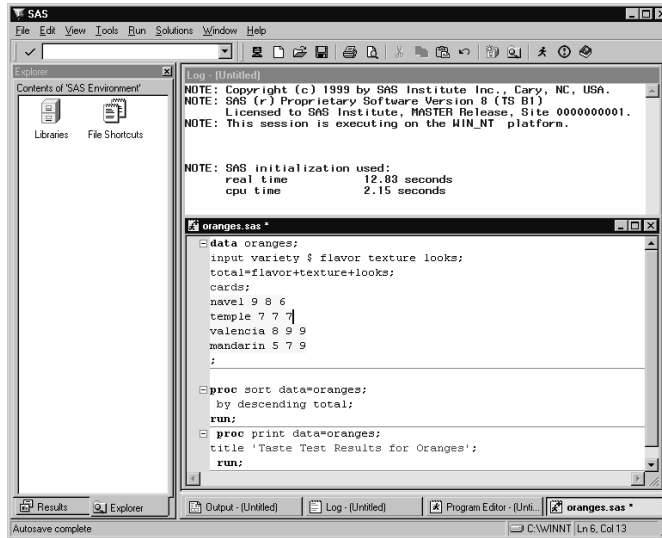 SAS
File Edit View Tools Run Solutions Window Help
Explorer
Contents of 'SAS Environment'
Libraries
File Shortcuts
Log - (Untitled)
NOTE: Copyright (c) 1999 by SAS Institute Inc., Cary, NC, USA.
NOTE: SAS (r) Proprietary Software Version 8 (TS B1)
Licensed to SAS Institute, MASTER Release, Site 0000000001.
NOTE: This session is executing on the WIN_NT platform.
NOTE: SAS initialization used:
real time 12.83 seconds
cpu time 2.15 seconds
oranges.sas *
data oranges;
input variety $ flavor texture looks;
total=flavor+texture+looks;
cards;
navel 9 8 6
temple 7 7 7
valencia 8 9 9
mandarin 5 7 9
;
proc sort data=oranges;
by descending total;
run;
proc print data=oranges;
title 'Taste Test Results for Oranges';
run;
Results
Explorer
Output - (Untitled)
Log - (Untitled)
Program Editor - (Unti...
oranges.sas *
Autosave complete
C:\WINNT
Ln 6, Col 13